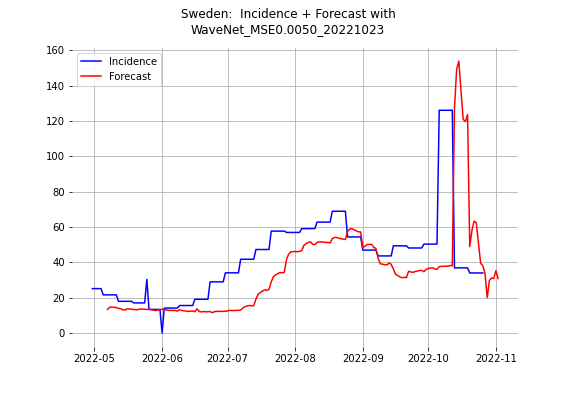 Sweden:  Incidence + Forecast with
WaveNet_MSE0.0050_20221023
Incidence
Forecast
160
140
120
100
80
60
40
20
0
2022-05 2022-06 2022-07 2022-08 2022-09 2022-10 2022-11